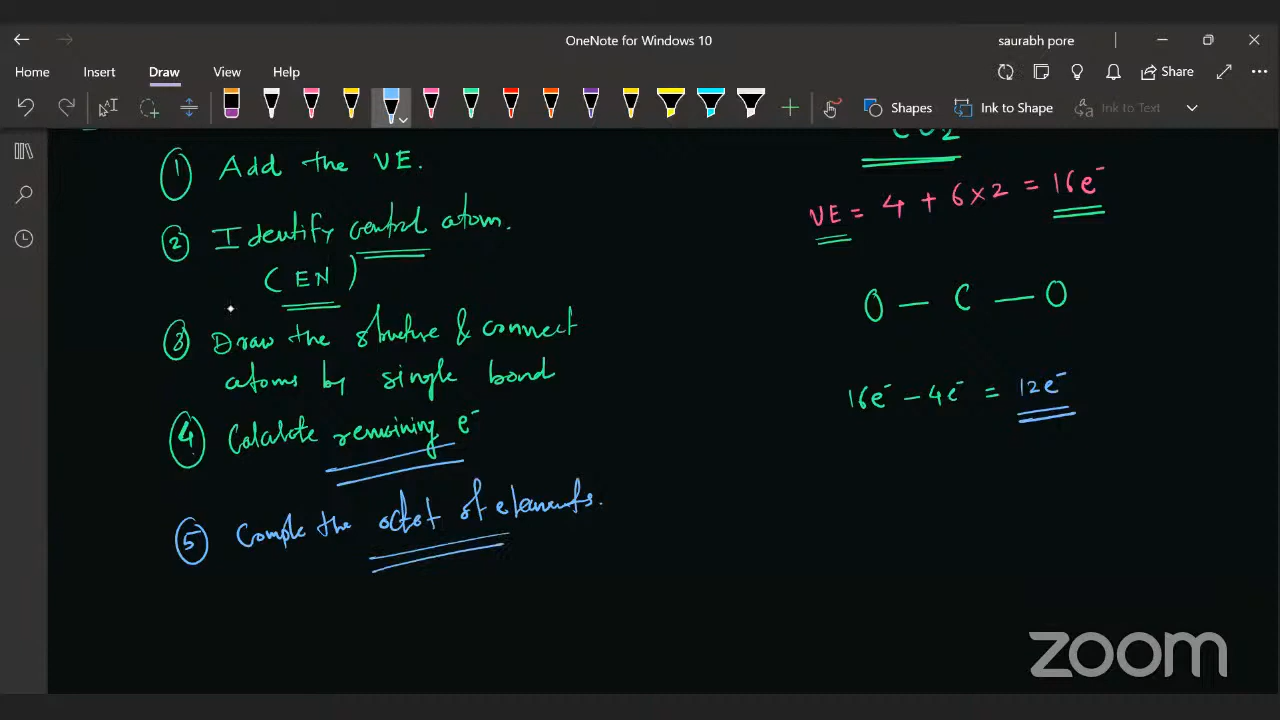 OneNote for Windows 10
saurabh pore
Home Insert Draw View Help
Share
Shapes
Ink to Shape
Ink to Text
① Add the VE.
② Identify central atom.
(EN)
③ Draw the structure & connect
atoms by single bond
④ Calculate remaining e⁻
⑤ Comple the octet of elements.
CO₂
VE = 4 + 6×2 = 16e⁻
O — C — O
16e⁻ – 4e⁻ = 12e⁻
zoom